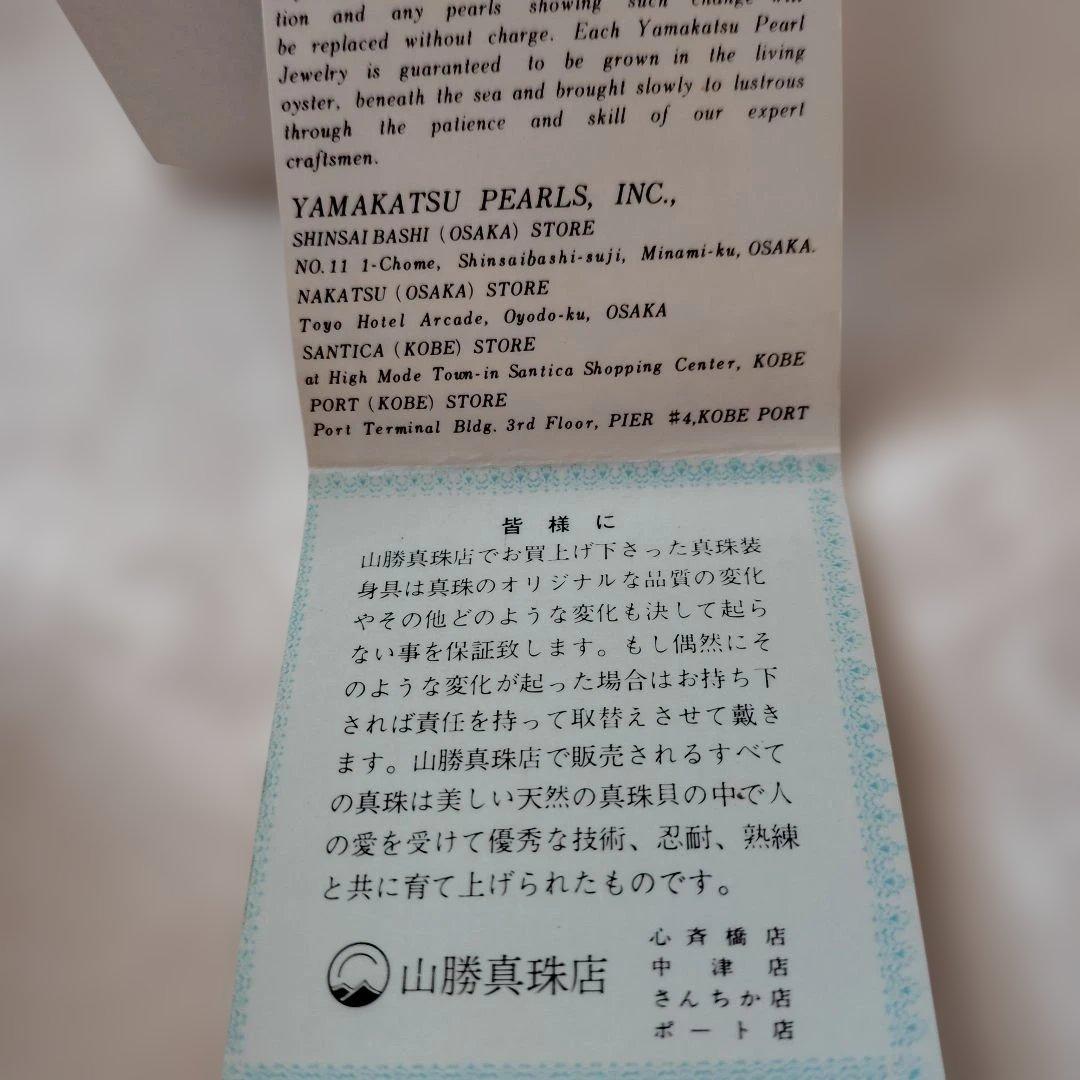 tion and any pearls showing such change will
be replaced without charge. Each Yamakatsu Pearl
Jewelry is guaranteed to be grown in the living
oyster, beneath the sea and brought slowly to lustrous
through the patience and skill of our expert
craftsmen.
YAMAKATSU PEARLS, INC.,
SHINSAI BASHI (OSAKA) STORE
NO. 11 1-Chome, Shinsaibashi-suji, Minami-ku, OSAKA.
NAKATSU (OSAKA) STORE
Toyo Hotel Arcade, Oyodo-ku, OSAKA
SANTICA (KOBE) STORE
at High Mode Town-in Santica Shopping Center, KOBE
PORT (KOBE) STORE
Port Terminal Bldg. 3rd Floor, PIER #4,KOBE PORT
皆様に
山勝真珠店でお買上げ下さった真珠装
身具は真珠のオリジナルな品質の変化
やその他どのような変化も決して起ら
ない事を保証致します。もし偶然にそ
のような変化が起った場合はお持ち下
されば責任を持って取替えさせて戴き
ます。山勝真珠店で販売されるすべて
の真珠は美しい天然の真珠貝の中で人
の愛を受けて優秀な技術、忍耐、熟練
と共に育て上げられたものです。
山勝真珠店
心斉橋店
中津店
さんちか店
ポート店